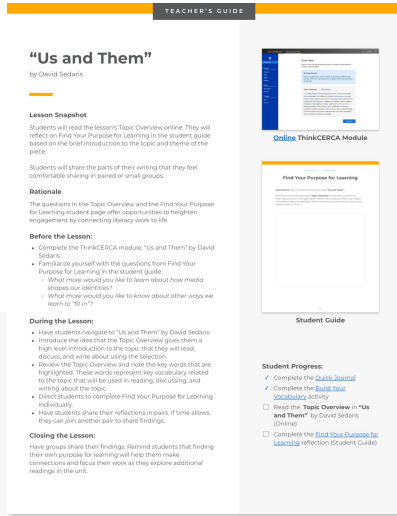 TEACHER'S GUIDE
“Us and Them”
by David Sedaris
Lesson Snapshot
Students will read the lesson's Topic Overview online. They will
reflect on Find Your Purpose for Learning in the student guide
based on the brief introduction to the topic and theme of the
piece.
Students will share the parts of their writing that they feel
comfortable sharing in paired or small groups.
Rationale
The questions in the Topic Overview and the Find Your Purpose
for Learning student page offer opportunities to heighten
engagement by connecting literacy work to life.
Before the Lesson:
• Complete the ThinkCERCA module, “Us and Them” by David
Sedaris
• Familiarize yourself with the questions from Find Your
Purpose for Learning in the student guide.
○ What more would you like to learn about how media
shapes our identities?
○ What more would you like to know about other ways we
learn to “fit in”?
During the Lesson:
• Have students navigate to “Us and Them” by David Sedaris.
• Introduce the idea that the Topic Overview gives them a
high level introduction to the topic that they will read,
discuss, and write about using the selection.
• Review the Topic Overview and note the key words that are
highlighted. These words represent key vocabulary related
to the topic that will be used in reading, discussing, and
writing about the topic.
• Direct students to complete Find Your Purpose for Learning
individually.
• Have students share their reflections in pairs. If time allows,
they can join another pair to share findings.
Closing the Lesson:
Have groups share their findings. Remind students that finding
their own purpose for learning will help them make
connections and focus their work as they explore additional
readings in the unit.
Overview
Online ThinkCERCA Module
Find Your Purpose for Learning
Student Guide
Student Progress:
✓ Complete the Quick Journal
✓ Complete the Build Your
Vocabulary activity
☐ Read the Topic Overview in “Us
and Them” by David Sedaris
(Online)
☐ Complete the Find Your Purpose for
Learning reflection (Student Guide)